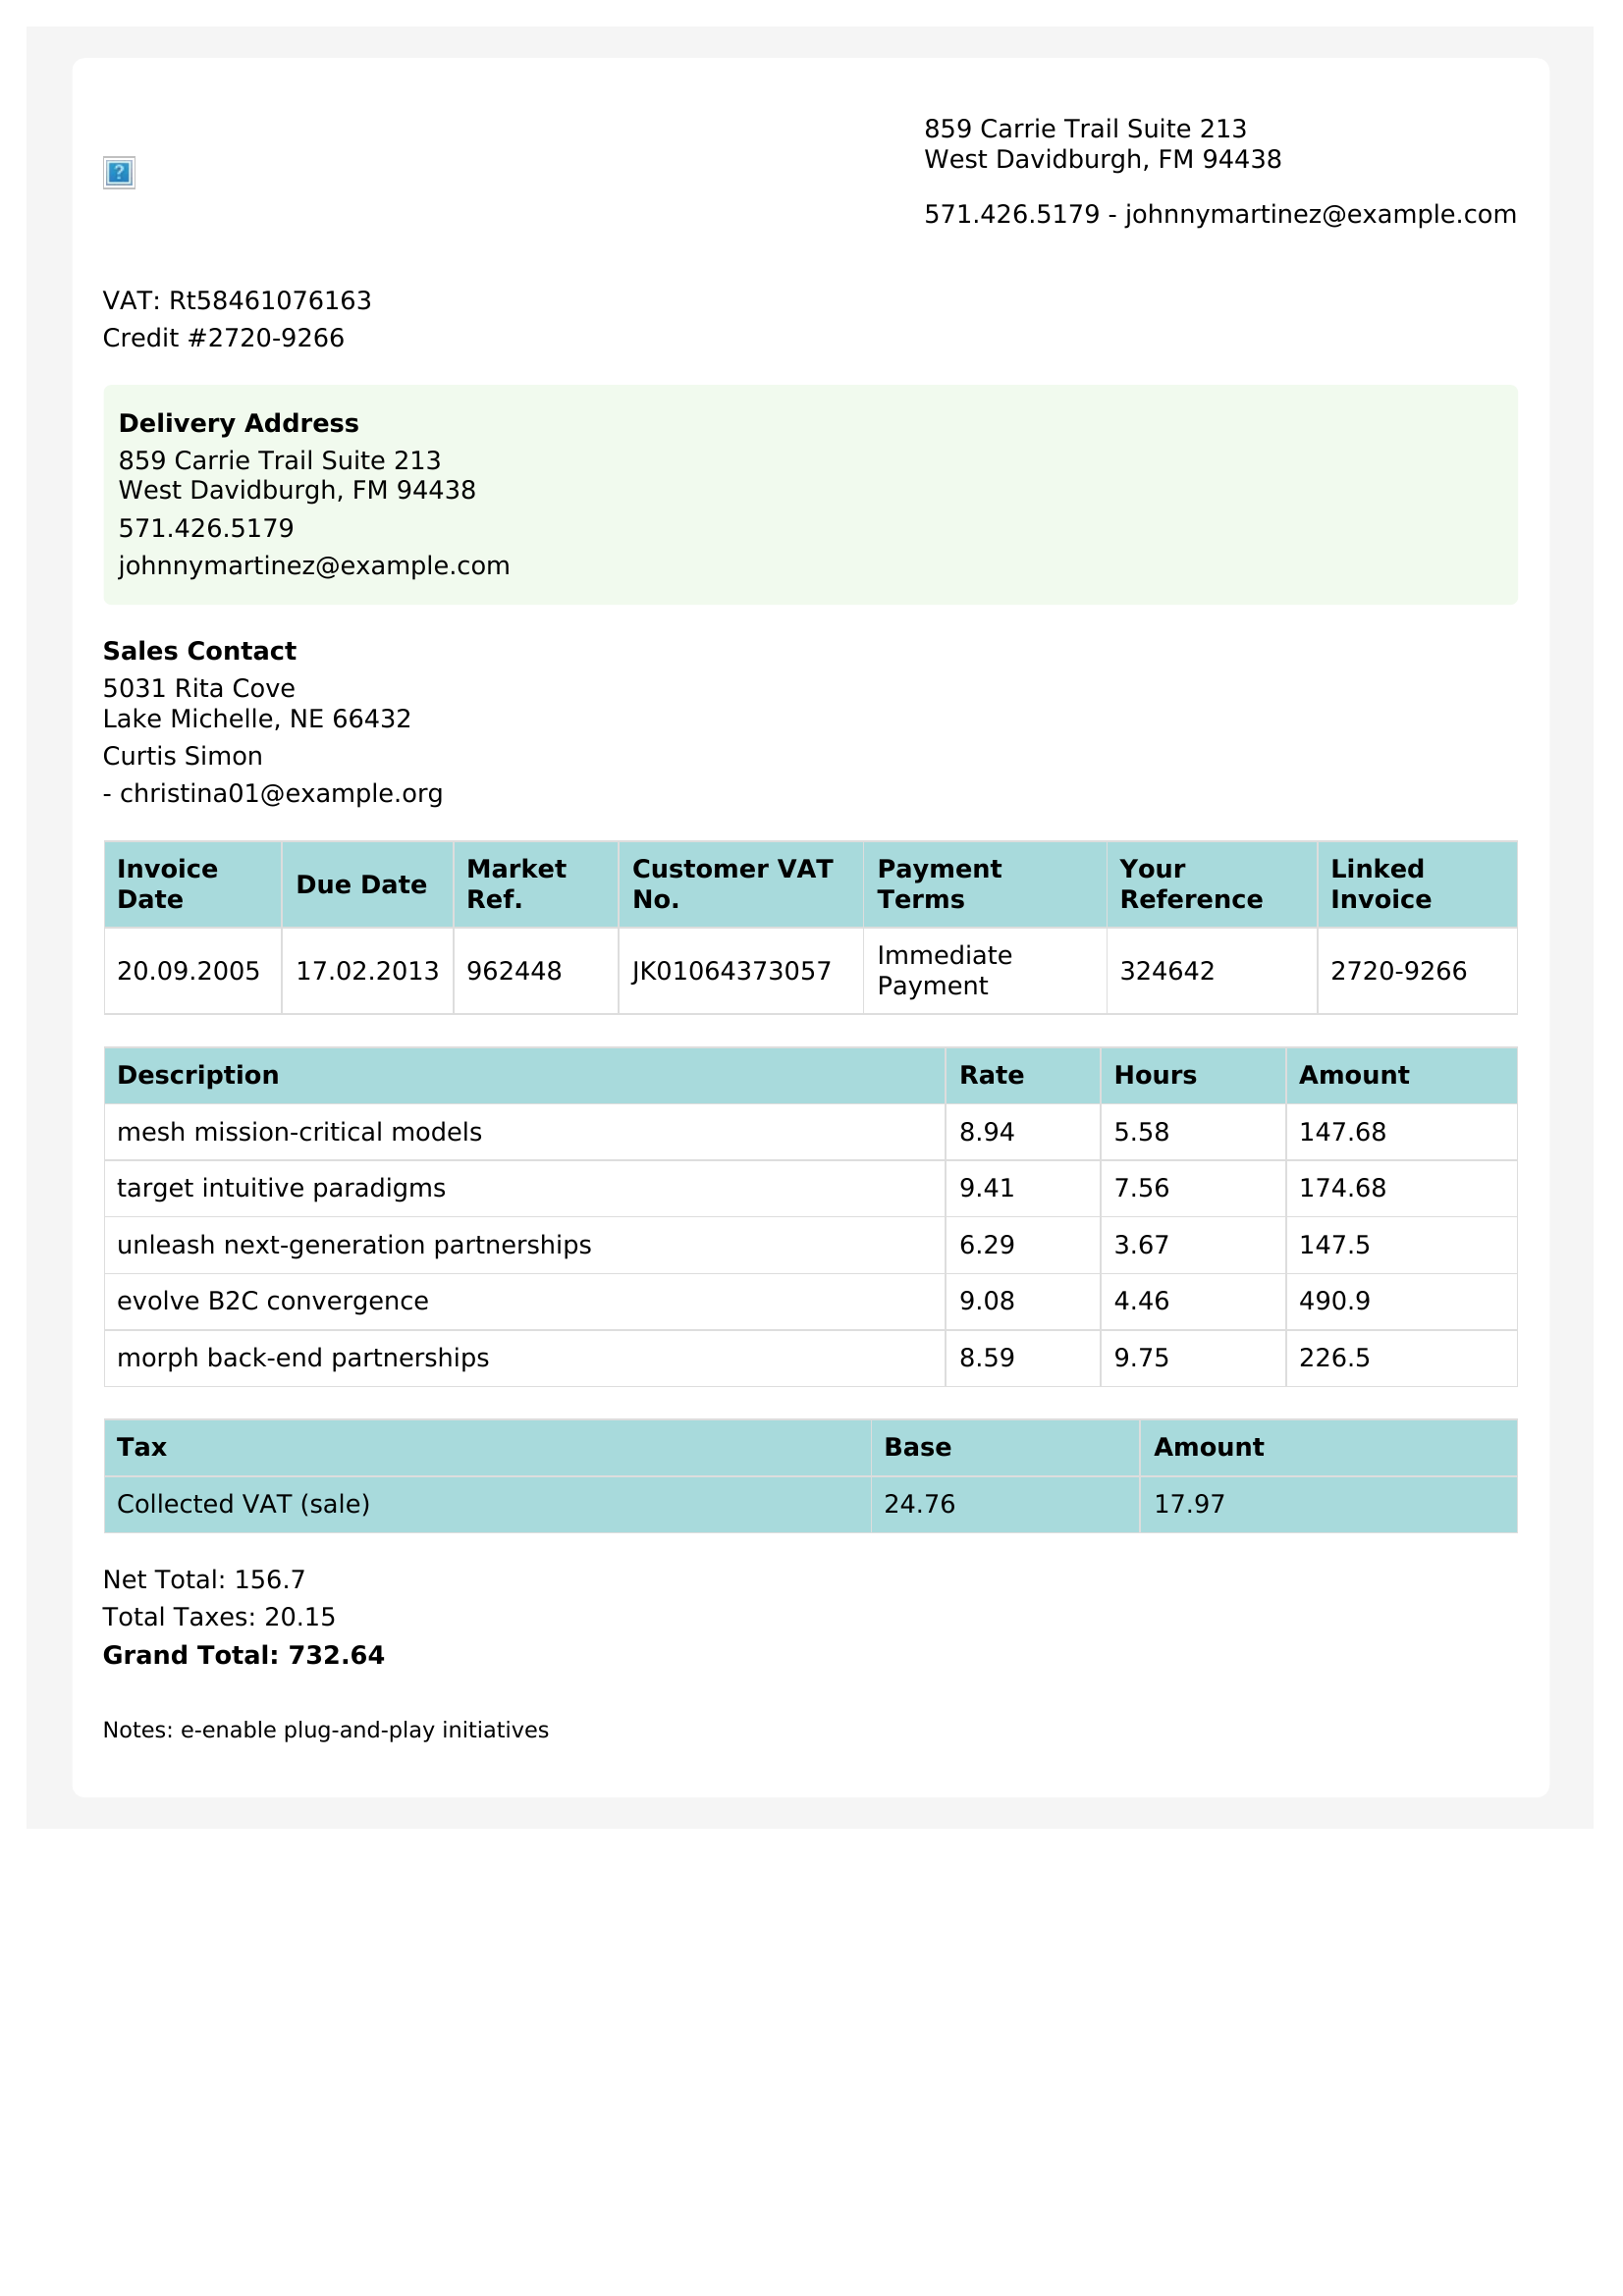 859 Carrie Trail Suite 213
West Davidburgh, FM 94438
571.426.5179 - johnnymartinez@example.com
VAT: Rt58461076163
Credit #2720-9266
Delivery Address
859 Carrie Trail Suite 213
West Davidburgh, FM 94438
571.426.5179
johnnymartinez@example.com
Sales Contact
5031 Rita Cove
Lake Michelle, NE 66432
Curtis Simon
- christina01@example.org
Invoice Date Due Date Market Ref. Customer VAT No. Payment Terms Your Reference Linked Invoice
20.09.2005 17.02.2013 962448 JK01064373057 Immediate Payment 324642 2720-9266
Description Rate Hours Amount
mesh mission-critical models 8.94 5.58 147.68
target intuitive paradigms 9.41 7.56 174.68
unleash next-generation partnerships 6.29 3.67 147.5
evolve B2C convergence 9.08 4.46 490.9
morph back-end partnerships 8.59 9.75 226.5
Tax Base Amount
Collected VAT (sale) 24.76 17.97
Net Total: 156.7
Total Taxes: 20.15
Grand Total: 732.64
Notes: e-enable plug-and-play initiatives